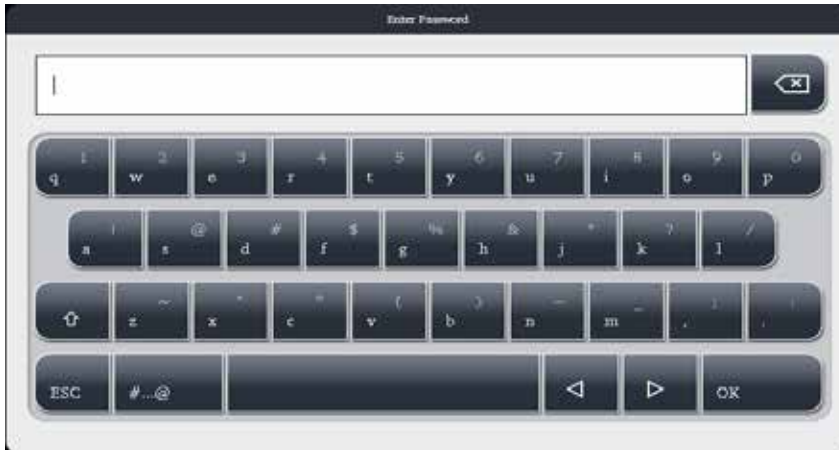 Enter Password
1 2 3 4 5 6 7 8 9 0
q w e r t y u i o p
! @ # $ % & * ? /
a s d f g h j k l
~ ( ) _
z x c v b n m , .
ESC #...@ OK